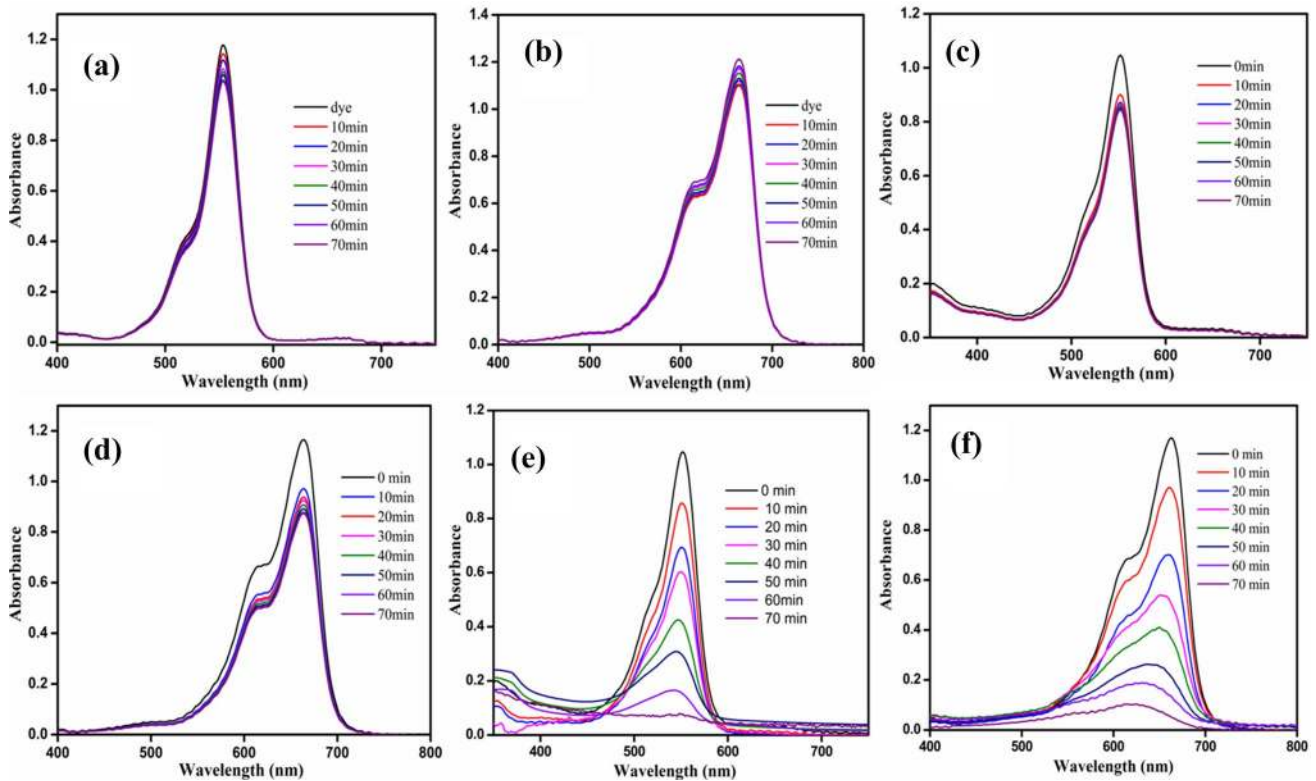 (a)
Absorbance
1.2
1.0
0.8
0.6
0.4
0.2
0.0
dye
10min
20min
30min
40min
50min
60min
70min
400
500
600
700
Wavelength (nm)
(b)
Absorbance
1.4
1.2
1.0
0.8
0.6
0.4
0.2
0.0
dye
10min
20min
30min
40min
50min
60min
70min
400
500
600
700
800
Wavelength (nm)
(c)
Absorbance
1.2
1.0
0.8
0.6
0.4
0.2
0.0
0min
10min
20min
30min
40min
50min
60min
70min
400
500
600
700
Wavelength (nm)
(d)
Absorbance
1.2
1.0
0.8
0.6
0.4
0.2
0.0
0 min
10min
20min
30min
40min
50min
60min
70min
400
500
600
700
800
Wavelength (nm)
(e)
Absorbance
1.2
1.0
0.8
0.6
0.4
0.2
0.0
0 min
10 min
20 min
30 min
40 min
50 min
60min
70 min
400
500
600
700
Wavelength (nm)
(f)
Absorbance
1.2
1.0
0.8
0.6
0.4
0.2
0.0
0 min
10 min
20 min
30 min
40 min
50 min
60 min
70 min
400
500
600
700
800
Wavelength (nm)